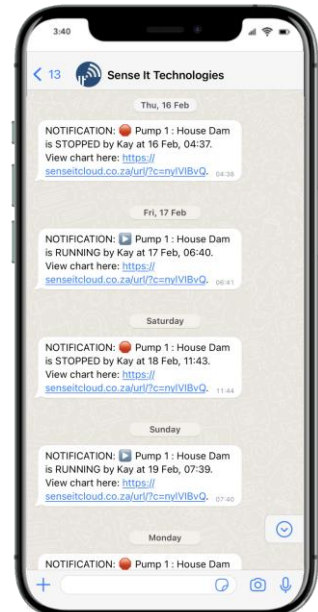 3:40
13 Sense It Technologies
Thu, 16 Feb
NOTIFICATION: 🔴 Pump 1 : House Dam
is STOPPED by Kay at 16 Feb, 04:37.
View chart here: https://
senseitcloud.co.za/url/?c=nylVIBvQ. 04:38
Fri, 17 Feb
NOTIFICATION: ▶️ Pump 1 : House Dam
is RUNNING by Kay at 17 Feb, 06:40.
View chart here: https://
senseitcloud.co.za/url/?c=nylVIBvQ. 06:41
Saturday
NOTIFICATION: 🔴 Pump 1 : House Dam
is STOPPED by Kay at 18 Feb, 11:43.
View chart here: https://
senseitcloud.co.za/url/?c=nylVIBvQ. 11:44
Sunday
NOTIFICATION: ▶️ Pump 1 : House Dam
is RUNNING by Kay at 19 Feb, 07:39.
View chart here: https://
senseitcloud.co.za/url/?c=nylVIBvQ. 07:40
Monday
NOTIFICATION: 🔴 Pump 1 : House Dam